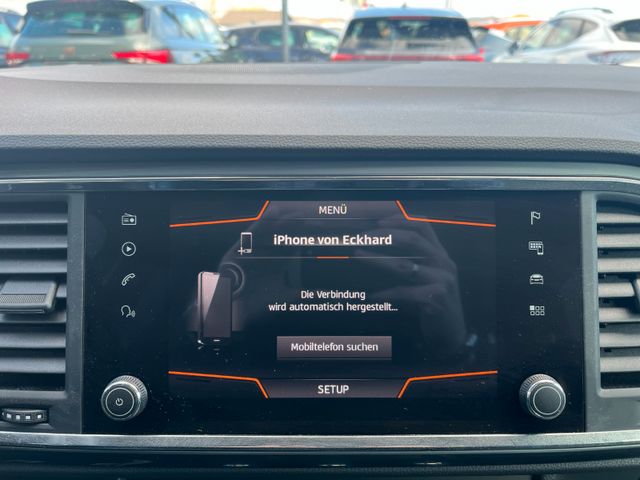 MENÜ
iPhone von Eckhard
Die Verbindung
wird automatisch hergestellt...
Mobiltelefon suchen
SETUP